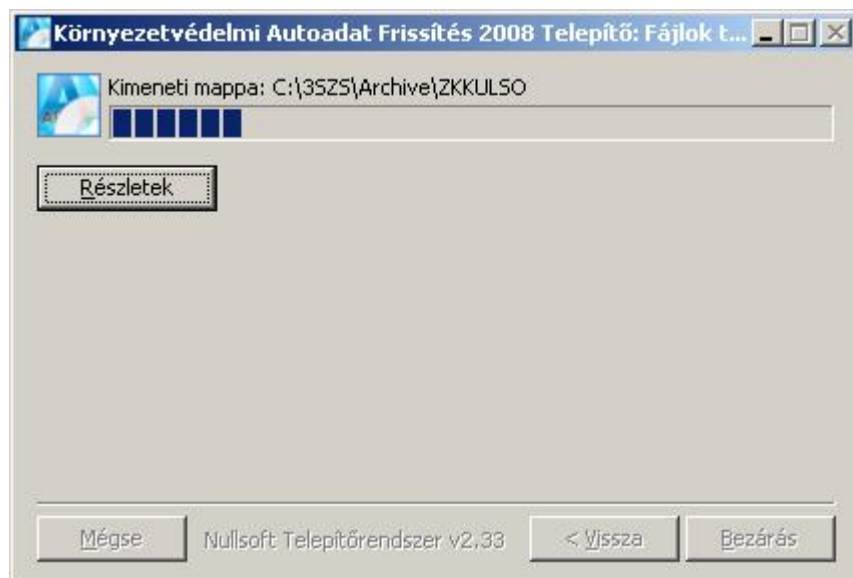 Környezetvédelmi Autoadat Frissítés 2008 Telepítő: Fájlok t...
Kimeneti mappa: C:\3SZS\Archive\ZKKULSO
Részletek
Mégse
Nullsoft Telepítőrendszer v2.33
< Vissza
Bezárás